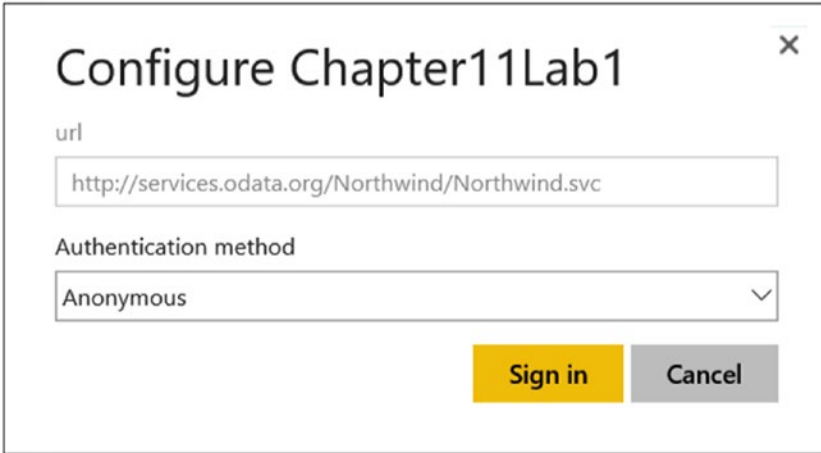 Configure Chapter11Lab1
url
http://services.odata.org/Northwind/Northwind.svc
Authentication method
Anonymous
Sign in Cancel